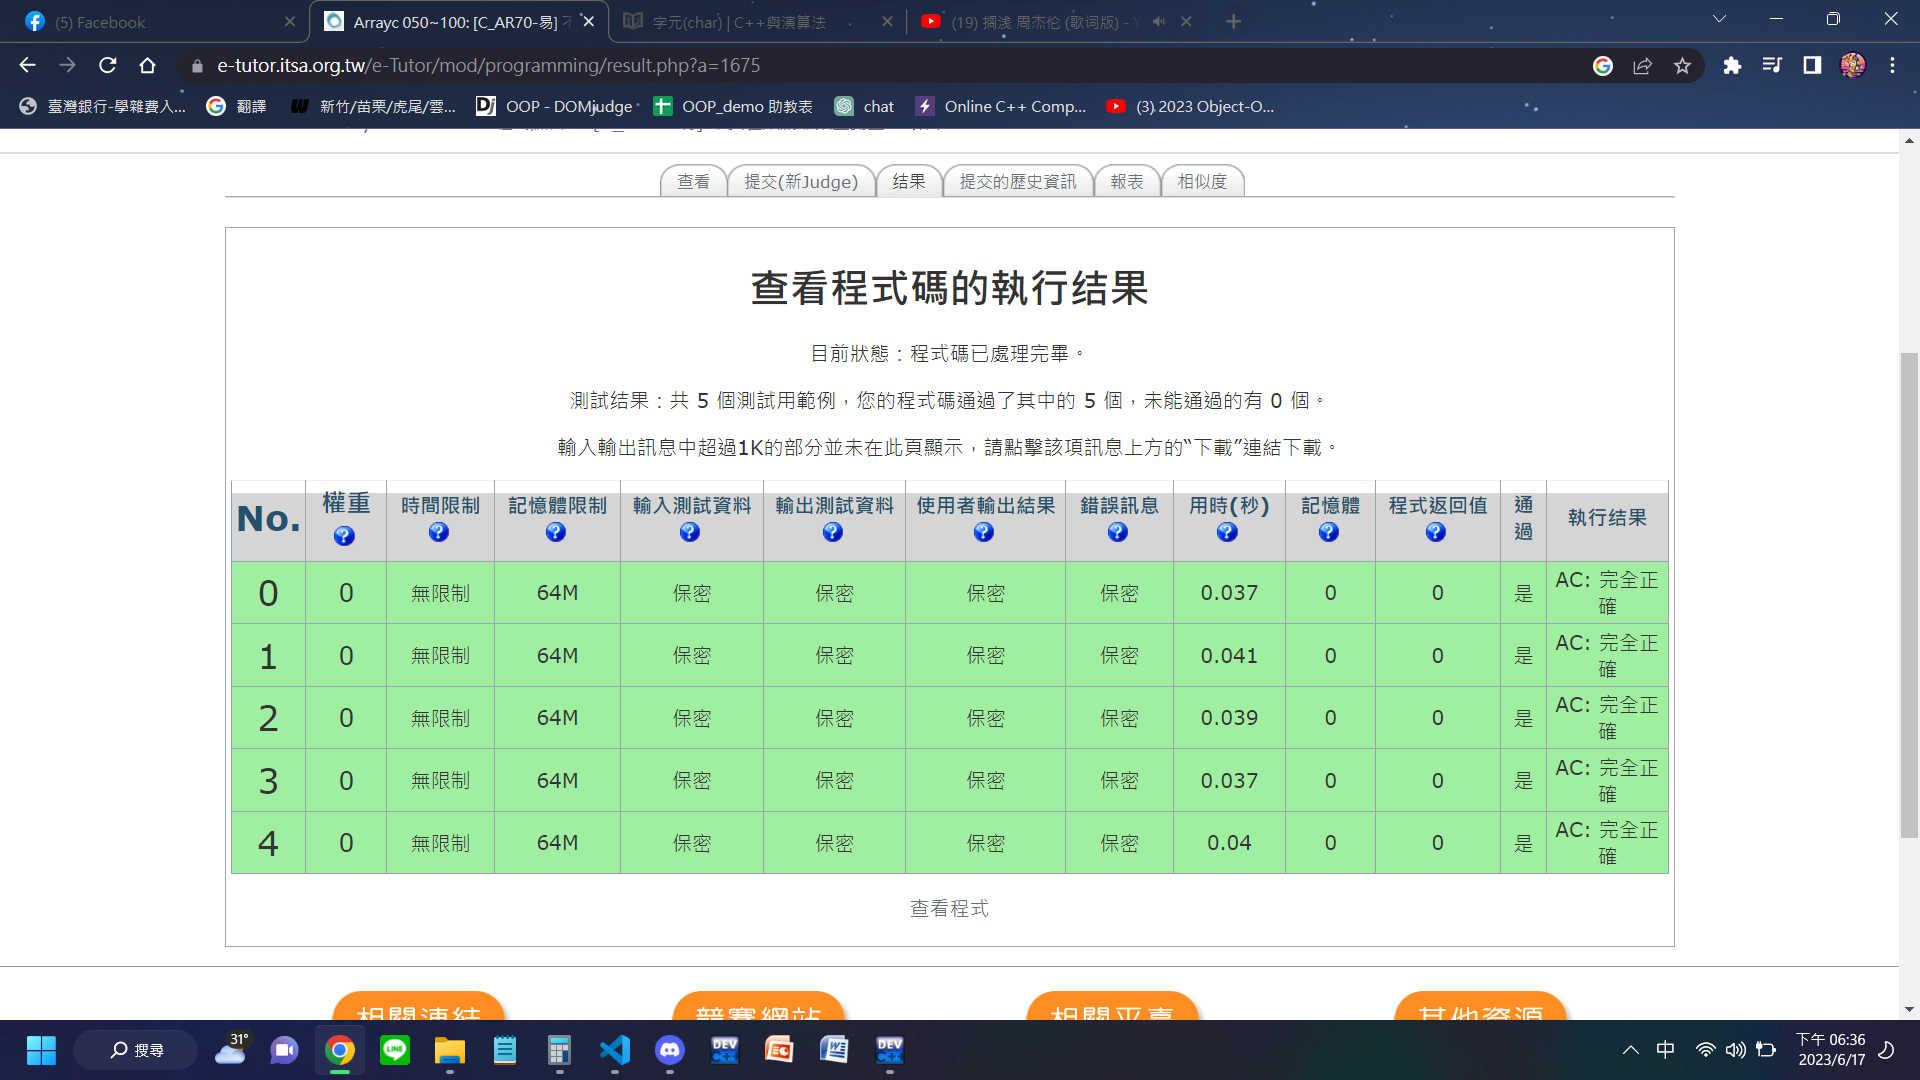 (5) Facebook
Arrayc 050~100: [C_AR70-易] 不
字元(char) | C++與演算法
(19) 搁浅 周杰伦 (歌词版) - Y
e-tutor.itsa.org.tw/e-Tutor/mod/programming/result.php?a=1675
臺灣銀行-學雜費入...
翻譯
新竹/苗栗/虎尾/雲...
OOP - DOMjudge
OOP_demo 助教表
chat
Online C++ Comp...
(3) 2023 Object-O...
查看
提交(新Judge)
结果
提交的歷史資訊
報表
相似度
查看程式碼的執行结果
目前狀態：程式碼已處理完畢。
測試结果：共 5 個測試用範例，您的程式碼通過了其中的 5 個，未能通過的有 0 個。
輸入輸出訊息中超過1K的部分並未在此頁顯示，請點擊該項訊息上方的“下載”連結下載。
No. 權重 時間限制 記憶體限制 輸入測試資料 輸出測試資料 使用者輸出結果 錯誤訊息 用時(秒) 記憶體 程式返回值 通過 執行结果
0 0 無限制 64M 保密 保密 保密 保密 0.037 0 0 是 AC: 完全正確
1 0 無限制 64M 保密 保密 保密 保密 0.041 0 0 是 AC: 完全正確
2 0 無限制 64M 保密 保密 保密 保密 0.039 0 0 是 AC: 完全正確
3 0 無限制 64M 保密 保密 保密 保密 0.037 0 0 是 AC: 完全正確
4 0 無限制 64M 保密 保密 保密 保密 0.04 0 0 是 AC: 完全正確
查看程式
相關連結
競賽網站
相關平臺
其他資源
搜尋
31°
中
下午 06:36
2023/6/17